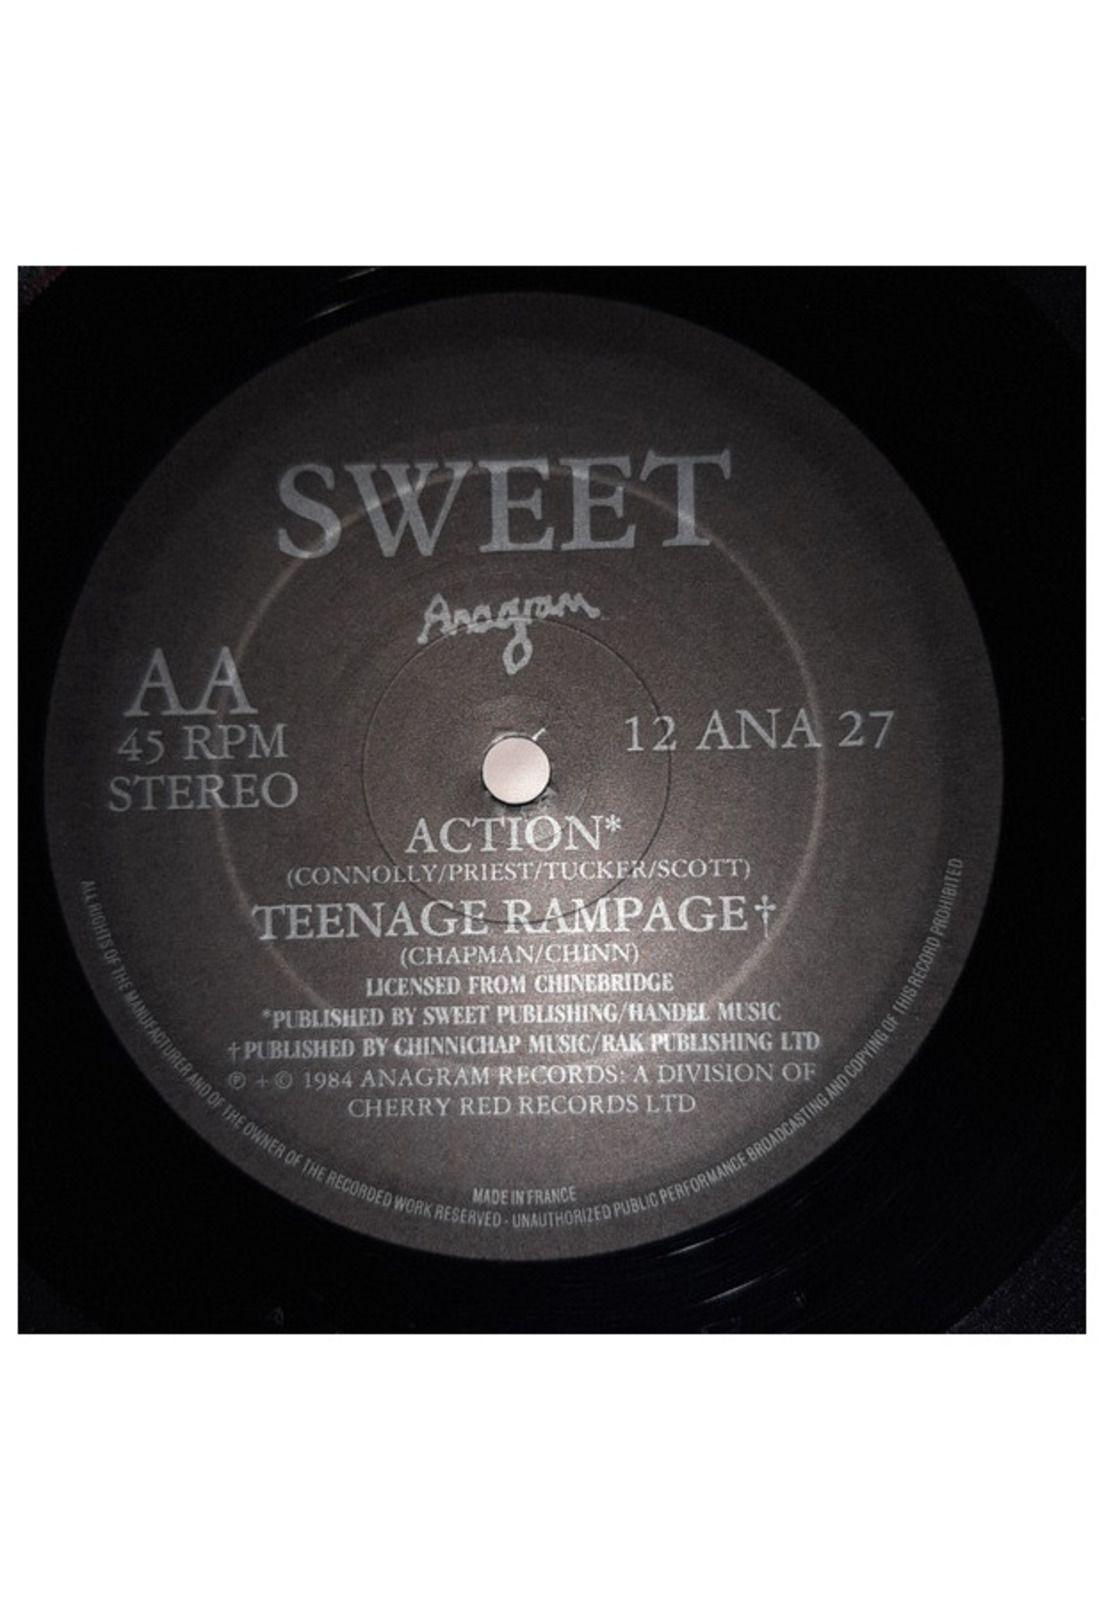 SWEET
Anagram
AA
45 RPM
STEREO
12 ANA 27
ACTION*
(CONNOLLY/PRIEST/TUCKER/SCOTT)
TEENAGE RAMPAGE†
(CHAPMAN/CHINN)
LICENSED FROM CHINEBRIDGE
*PUBLISHED BY SWEET PUBLISHING/HANDEL MUSIC
†PUBLISHED BY CHINNICHAP MUSIC/RAK PUBLISHING LTD
℗ + © 1984 ANAGRAM RECORDS: A DIVISION OF
CHERRY RED RECORDS LTD
MADE IN FRANCE
ALL RIGHTS OF THE MANUFACTURER AND OF THE OWNER OF THE RECORDED WORK RESERVED - UNAUTHORIZED PUBLIC PERFORMANCE BROADCASTING AND COPYING OF THIS RECORD PROHIBITED